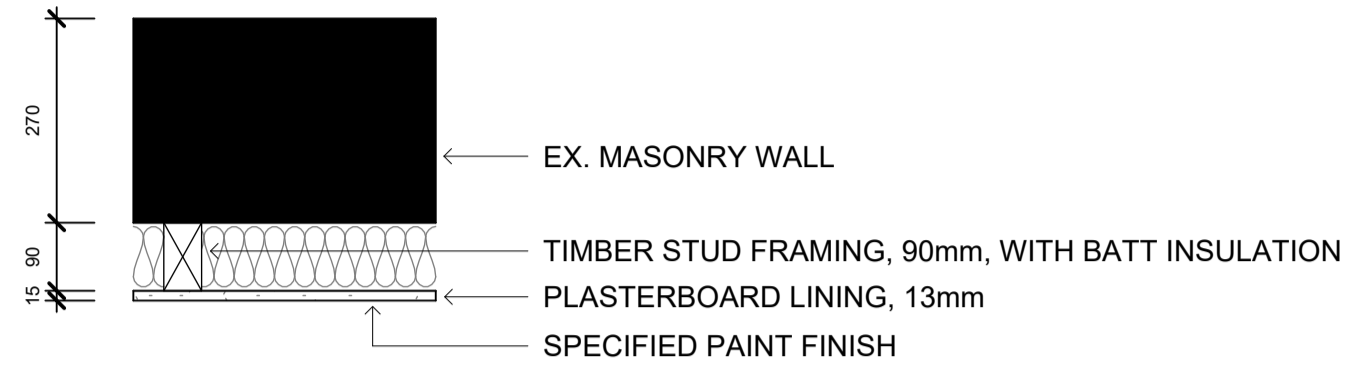 270
EX. MASONRY WALL
90
TIMBER STUD FRAMING, 90mm, WITH BATT INSULATION
15
PLASTERBOARD LINING, 13mm
SPECIFIED PAINT FINISH